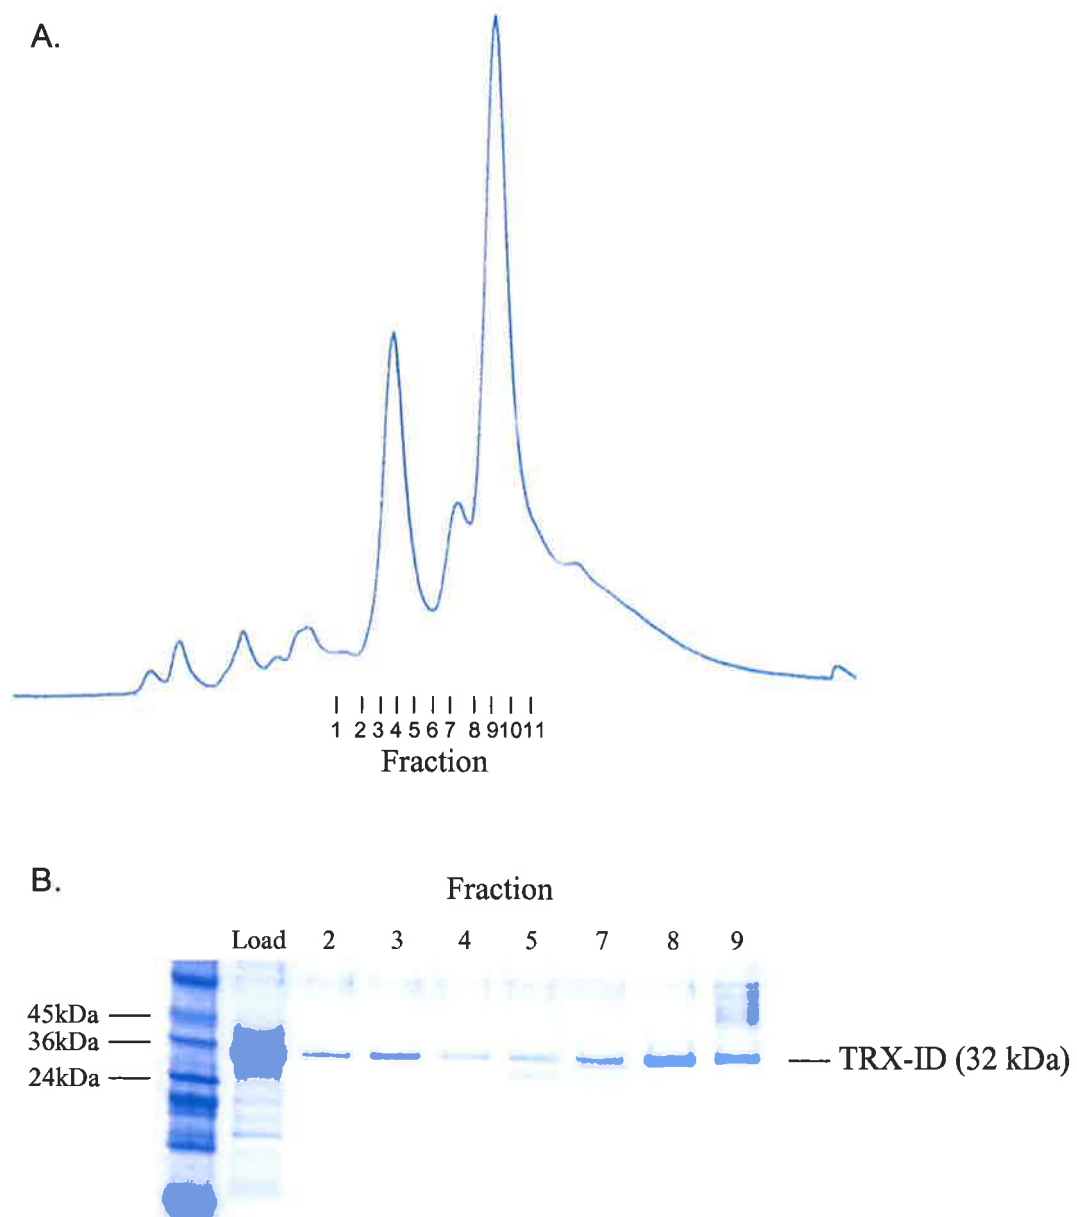 A.
1 2 3 4 5 6 7 8 9 10 11
Fraction
B.
Fraction
Load 2 3 4 5 7 8 9
45kDa
36kDa
24kDa
TRX-ID (32 kDa)